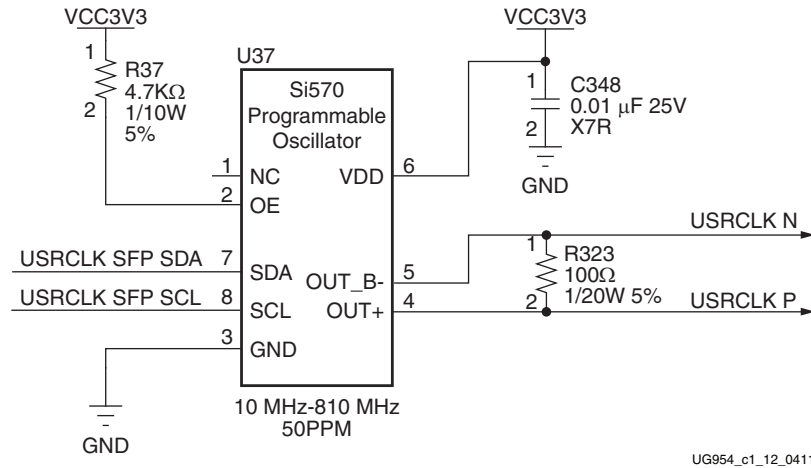 VCC3V3
VCC3V3
U37
1
R37
4.7KΩ
1/10W
5%
2
Si570
Programmable
Oscillator
1
C348
0.01 μF 25V
X7R
2
GND
1
NC
VDD
6
2
OE
USRCLK N
1
R323
100Ω
1/20W 5%
2
USRCLK SFP SDA
7
SDA
OUT_B-
5
USRCLK SFP SCL
8
SCL
OUT+
4
USRCLK P
3
GND
GND
10 MHz-810 MHz
50PPM